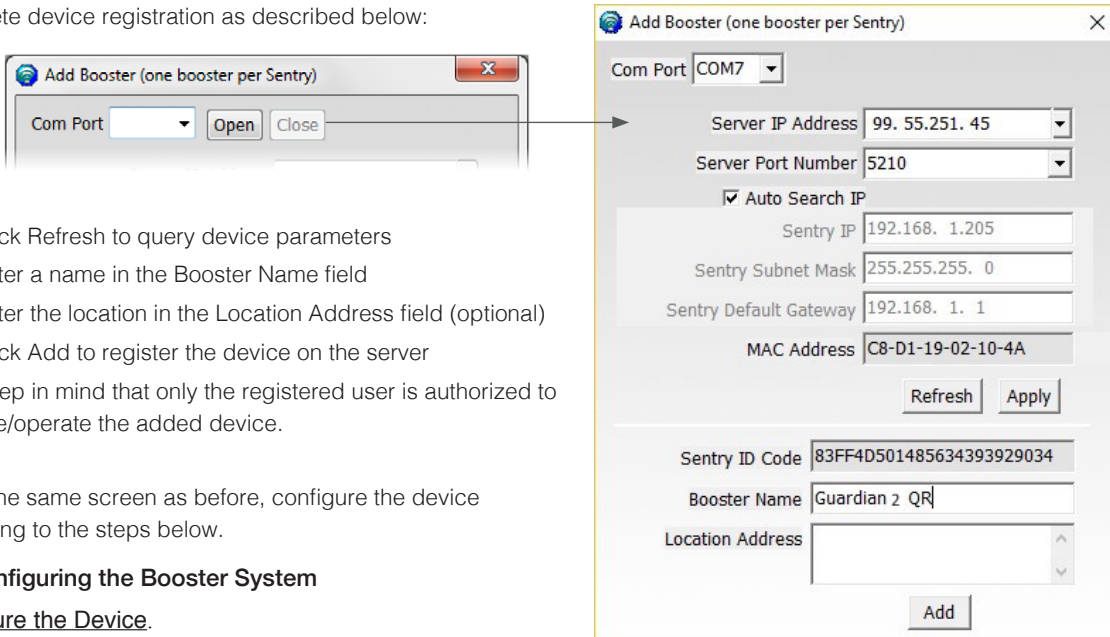 ete device registration as described below:
Add Booster (one booster per Sentry)
Com Port Open Close
ck Refresh to query device parameters
ter a name in the Booster Name field
ter the location in the Location Address field (optional)
ck Add to register the device on the server
ep in mind that only the registered user is authorized to
e/operate the added device.
ne same screen as before, configure the device
ng to the steps below.
nfiguring the Booster System
ure the Device.
Add Booster (one booster per Sentry)
Com Port COM7
Server IP Address 99. 55.251. 45
Server Port Number 5210
Auto Search IP
Sentry IP 192.168. 1.205
Sentry Subnet Mask 255.255.255. 0
Sentry Default Gateway 192.168. 1. 1
MAC Address C8-D1-19-02-10-4A
Refresh Apply
Sentry ID Code 83FF4D501485634393929034
Booster Name Guardian 2 QR
Location Address
Add